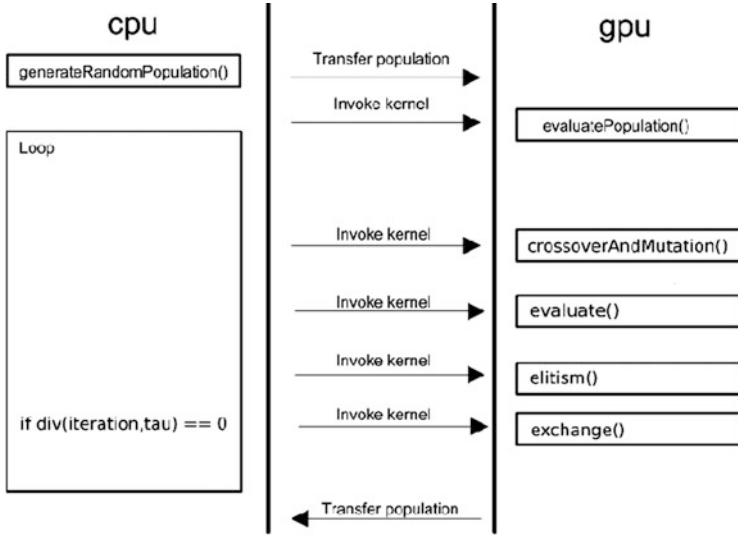 cpu
gpu
generateRandomPopulation()
Transfer population
Invoke kernel
evaluatePopulation()
Loop
Invoke kernel
crossoverAndMutation()
Invoke kernel
evaluate()
Invoke kernel
elitism()
if div(iteration,tau) == 0
Invoke kernel
exchange()
Transfer population